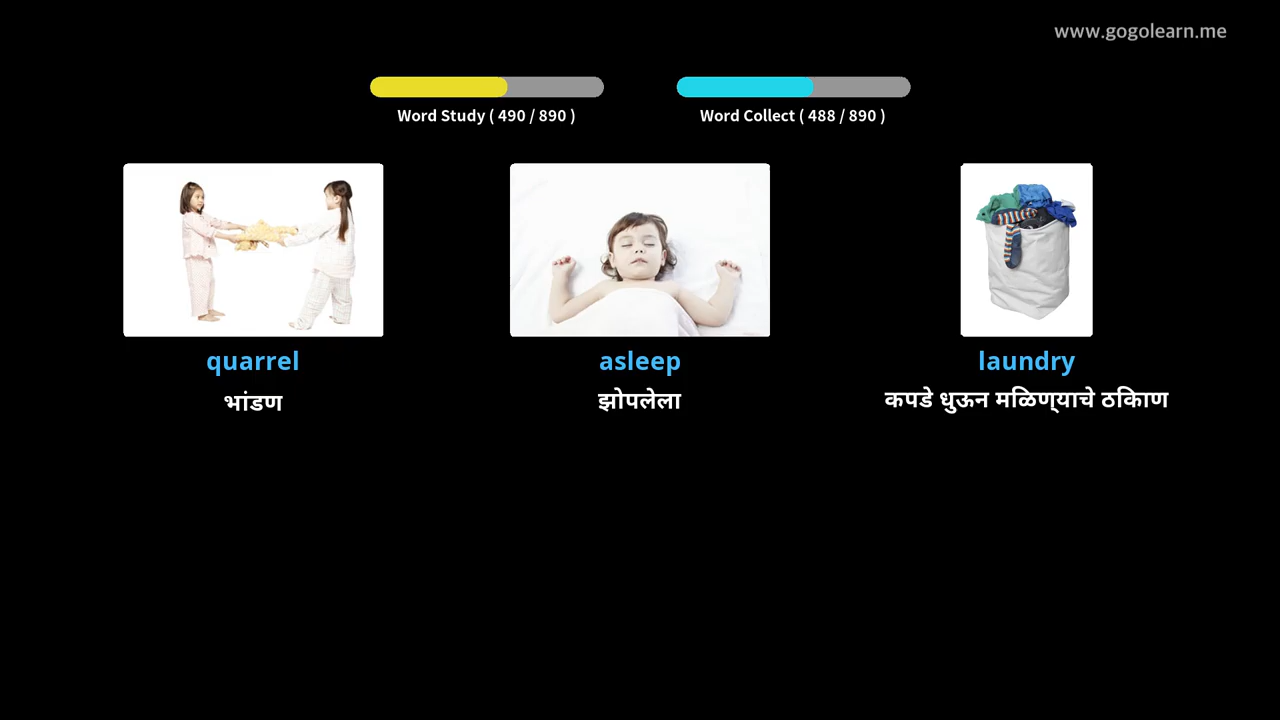 www.gogolearn.me
Word Study ( 490 / 890 )
Word Collect ( 488 / 890 )
quarrel
भांडण
asleep
झोपलेला
laundry
कपडे धुऊन मळिण्याचे ठकिाण